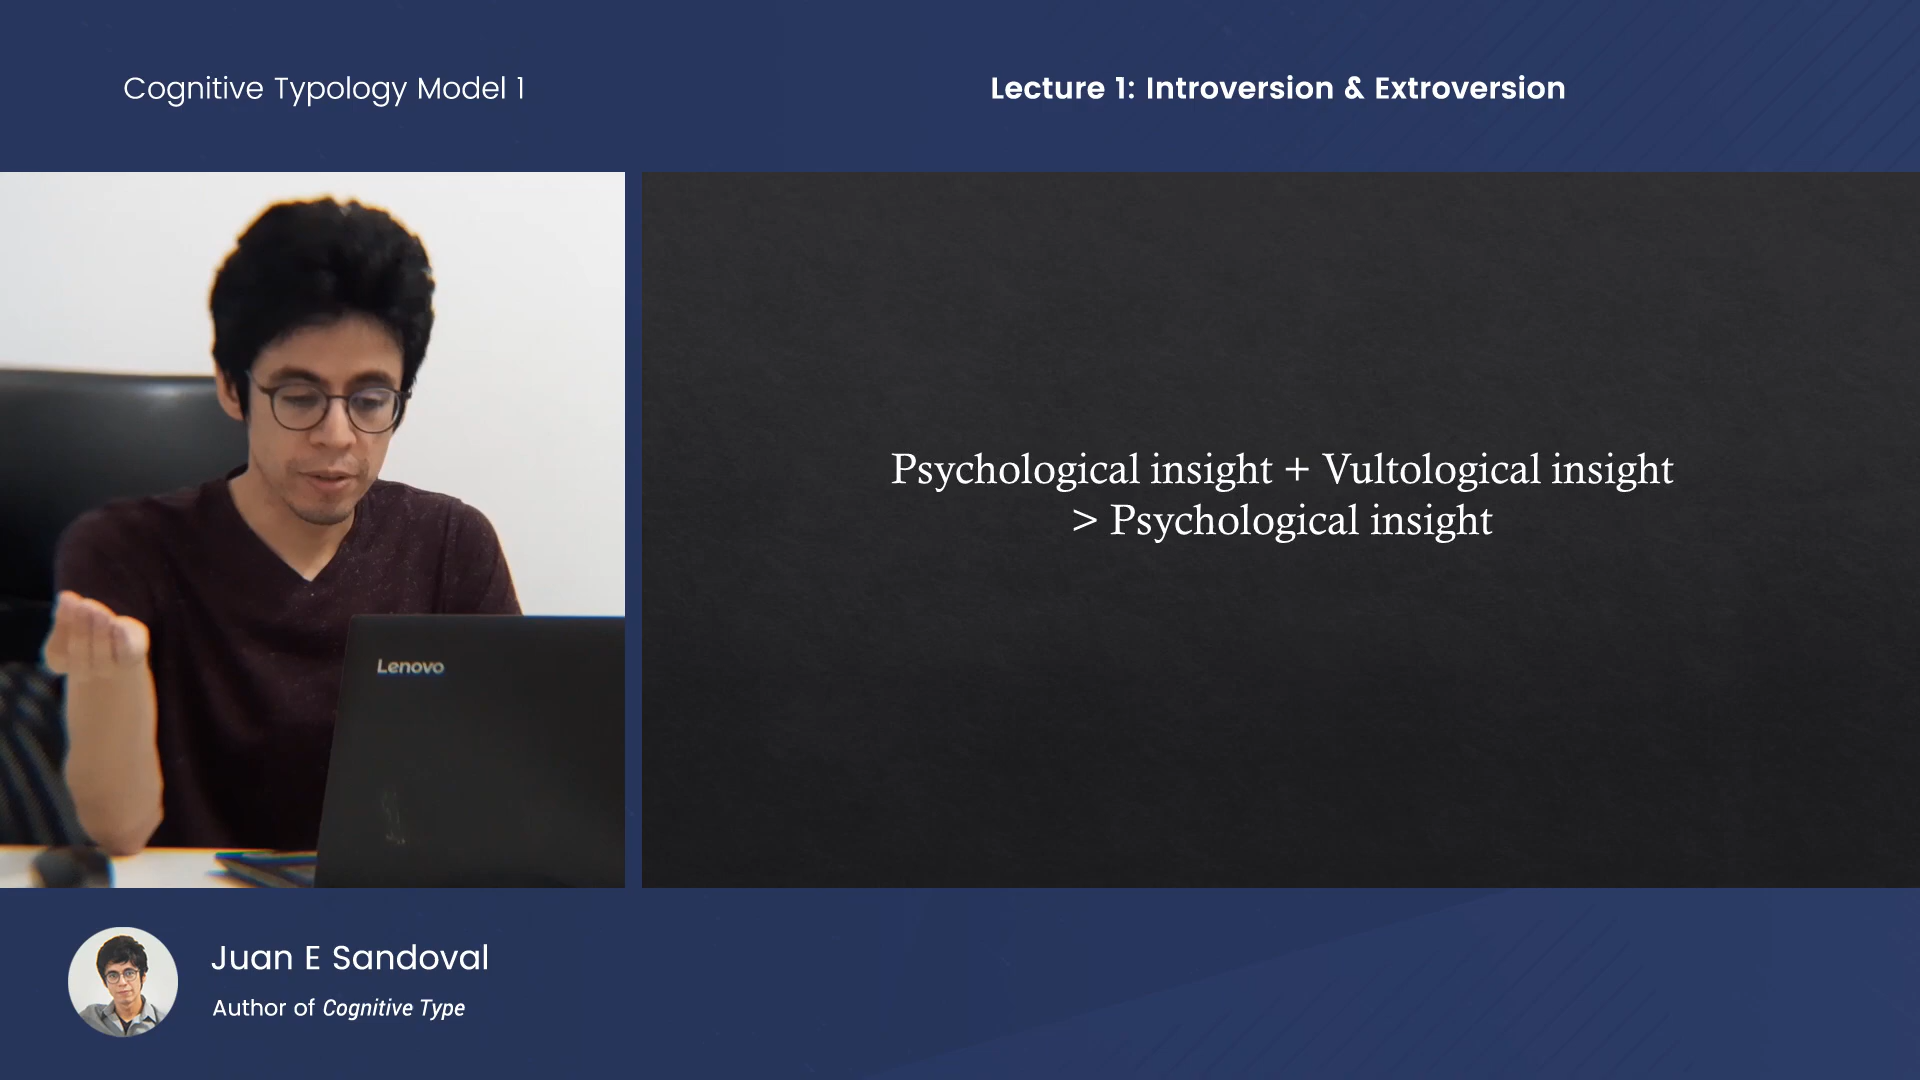 Cognitive Typology Model 1
Lecture 1: Introversion & Extroversion
Psychological insight + Vultological insight
> Psychological insight
Lenovo
Juan E Sandoval
Author of Cognitive Type